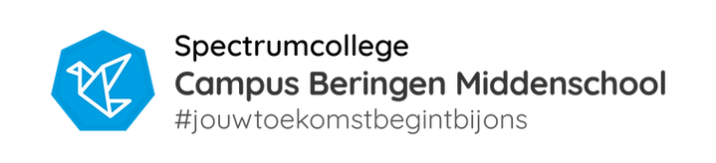 Spectrumcollege
Campus Beringen Middenschool
#jouwtoekomstbegintbijons